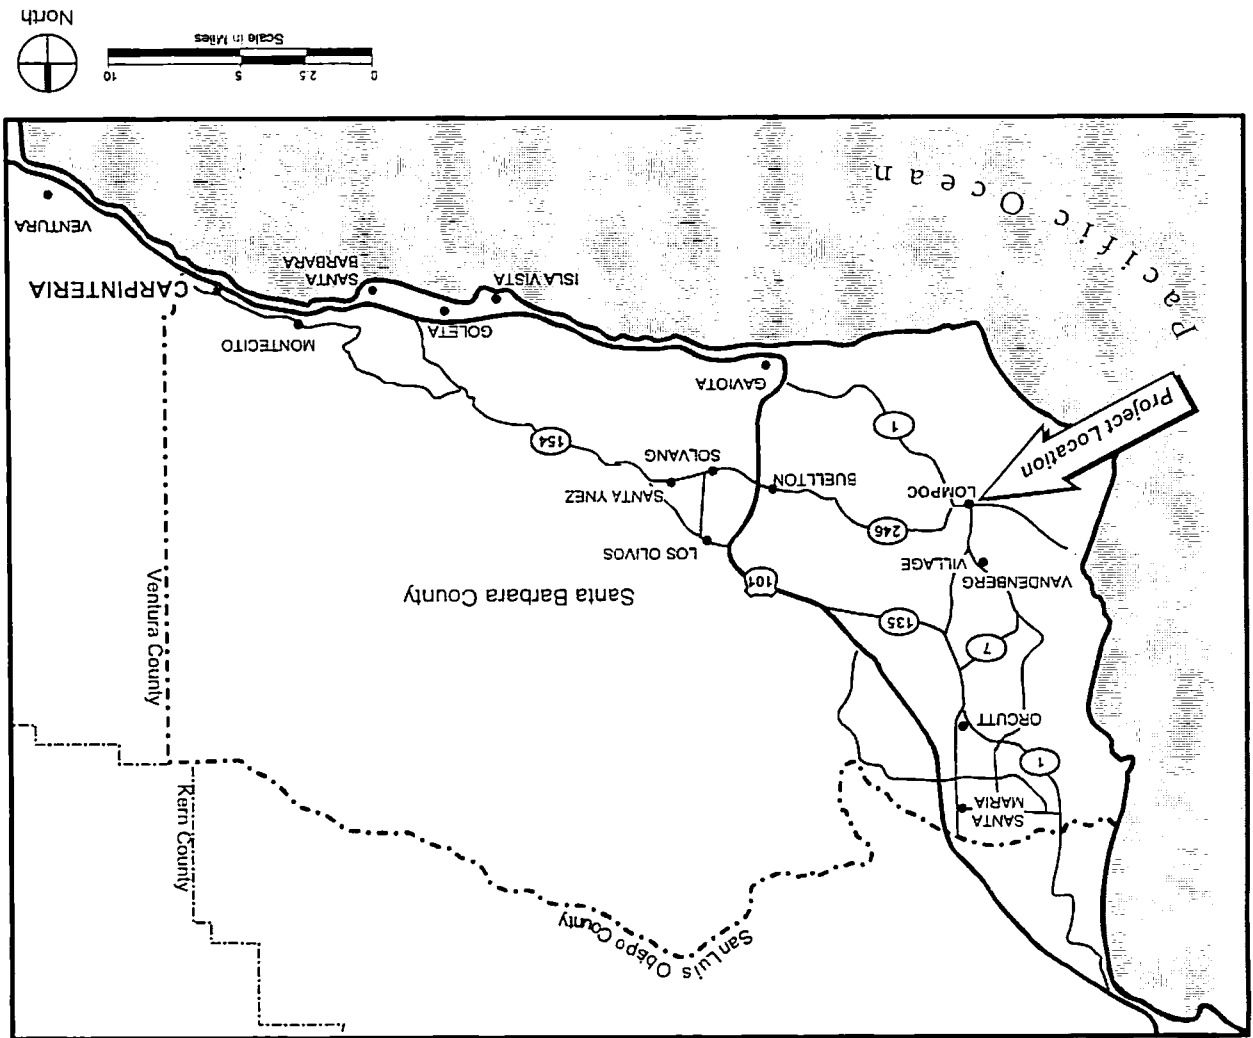 San Luis Obispo County
Kern County
SANTA
MARIA
1
ORCUTT
7
135
Ventura County
Santa Barbara County
VANDENBERG
VILLAGE
101
LOS OLIVOS
246
LOMPOC
SANTA YNEZ
BUELLTON
SOLVANG
Project Location
154
1
GAVIOTA
MONTECITO
GOLETA
Pacific Ocean
CARPINTERIA
ISLA VISTA
SANTA
BARBARA
VENTURA
0 2.5 5 10
Scale in Miles
North